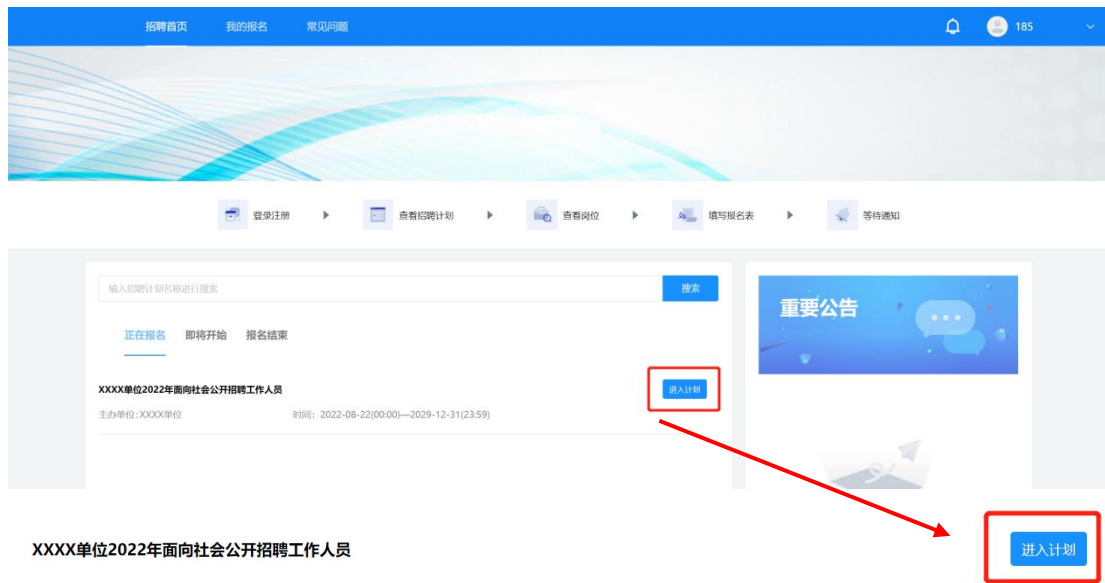 招聘首页 我的报名 常见问题 185
登录注册 查看招聘计划 查看岗位 填写报名表 等待通知
输入招聘计划名称进行搜索 搜索
重要公告
正在报名 即将开始 报名结束
XXXX单位2022年面向社会公开招聘工作人员 进入计划
主办单位:XXXX单位 时间：2022-08-22(00:00)—2029-12-31(23:59)
XXXX单位2022年面向社会公开招聘工作人员 进入计划